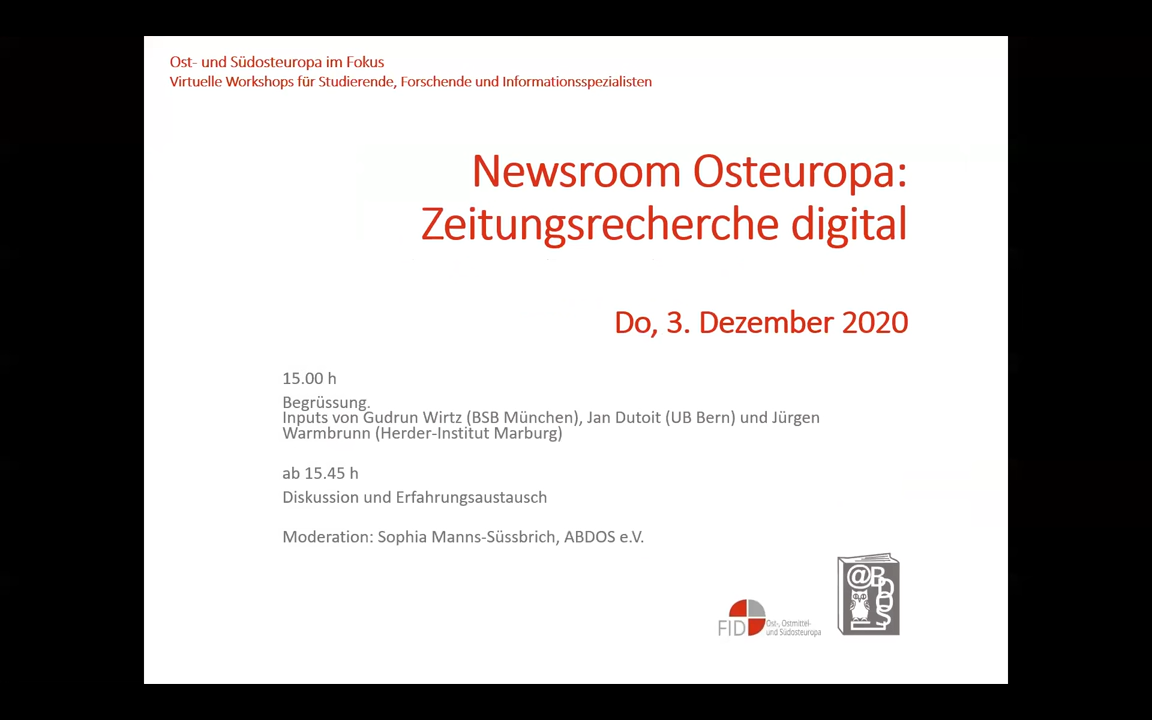 Ost- und Südosteuropa im Fokus
Virtuelle Workshops für Studierende, Forschende und Informationsspezialisten
Newsroom Osteuropa:
Zeitungsrecherche digital
Do, 3. Dezember 2020
15.00 h
Begrüssung.
Inputs von Gudrun Wirtz (BSB München), Jan Dutoit (UB Bern) und Jürgen
Warmbrunn (Herder-Institut Marburg)
ab 15.45 h
Diskussion und Erfahrungsaustausch
Moderation: Sophia Manns-Süssbrich, ABDOS e.V.
FID Ost-, Ostmittel-
und Südosteuropa
@BDOS